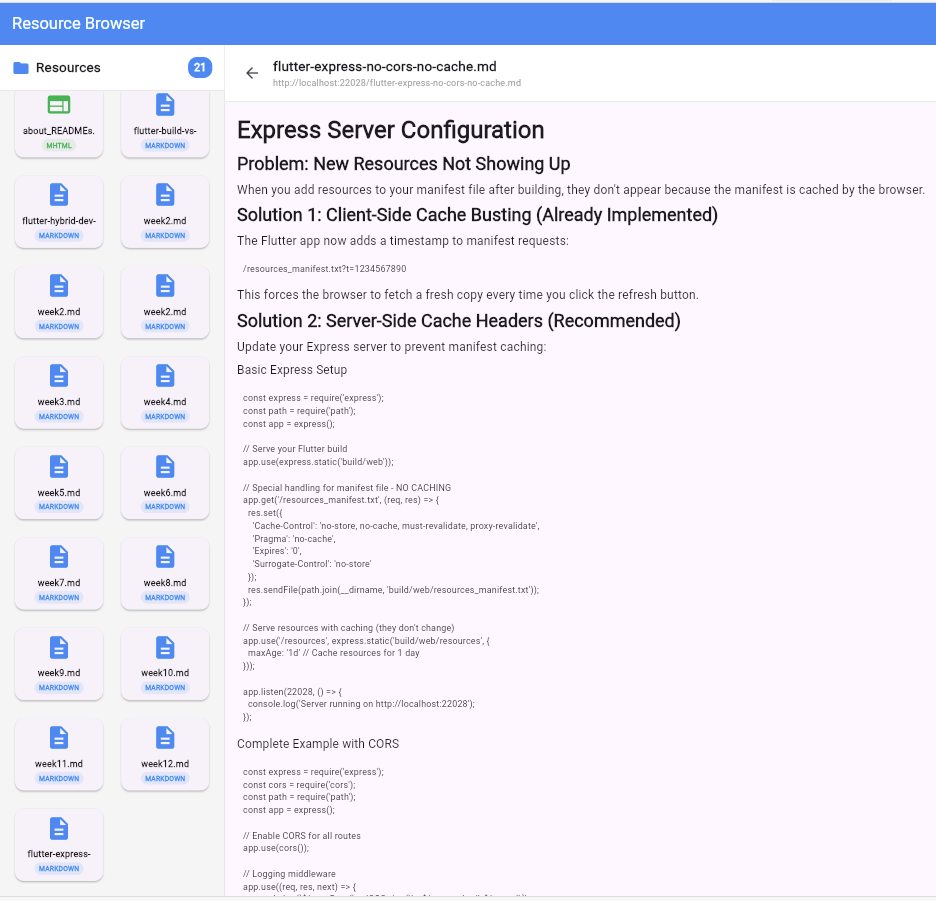 Resource Browser
Resources
21
about_READMEs.
MHTML
flutter-build-vs-
MARKDOWN
flutter-hybrid-dev-
MARKDOWN
week2.md
MARKDOWN
week2.md
MARKDOWN
week2.md
MARKDOWN
week3.md
MARKDOWN
week4.md
MARKDOWN
week5.md
MARKDOWN
week6.md
MARKDOWN
week7.md
MARKDOWN
week8.md
MARKDOWN
week9.md
MARKDOWN
week10.md
MARKDOWN
week11.md
MARKDOWN
week12.md
MARKDOWN
flutter-express-
MARKDOWN
flutter-express-no-cors-no-cache.md
http://localhost:22028/flutter-express-no-cors-no-cache.md
Express Server Configuration
Problem: New Resources Not Showing Up
When you add resources to your manifest file after building, they don't appear because the manifest is cached by the browser.
Solution 1: Client-Side Cache Busting (Already Implemented)
The Flutter app now adds a timestamp to manifest requests:
/resources_manifest.txt?t=1234567890
This forces the browser to fetch a fresh copy every time you click the refresh button.
Solution 2: Server-Side Cache Headers (Recommended)
Update your Express server to prevent manifest caching:
Basic Express Setup
const express = require('express');
const path = require('path');
const app = express();
// Serve your Flutter build
app.use(express.static('build/web'));
// Special handling for manifest file - NO CACHING
app.get('/resources_manifest.txt', (req, res) => {
res.set({
'Cache-Control': 'no-store, no-cache, must-revalidate, proxy-revalidate',
'Pragma': 'no-cache',
'Expires': '0',
'Surrogate-Control': 'no-store'
});
res.sendFile(path.join(__dirname, 'build/web/resources_manifest.txt'));
});
// Serve resources with caching (they don't change)
app.use('/resources', express.static('build/web/resources', {
maxAge: '1d' // Cache resources for 1 day
}));
app.listen(22028, () => {
console.log('Server running on http://localhost:22028');
});
Complete Example with CORS
const express = require('express');
const cors = require('cors');
const path = require('path');
const app = express();
// Enable CORS for all routes
app.use(cors());
// Logging middleware
app.use((req, res, next) => {